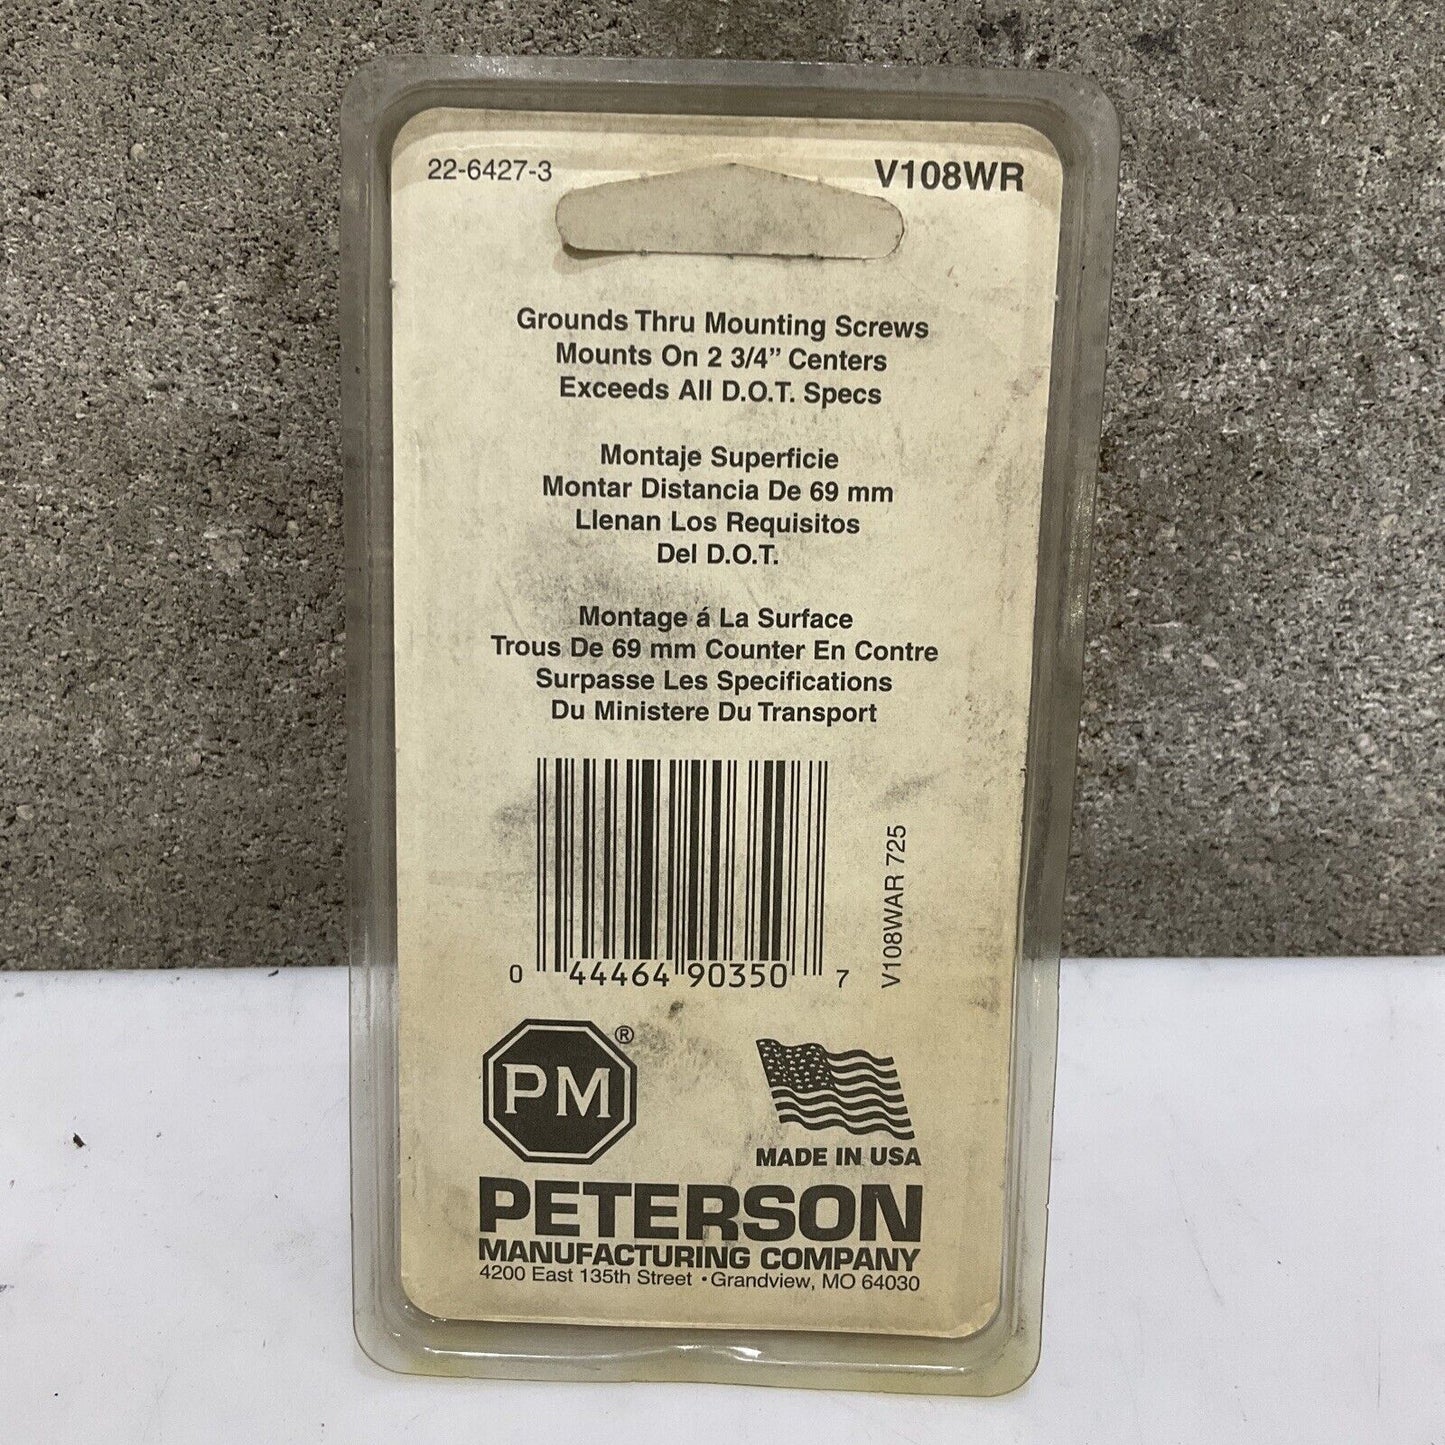 22-6427-3
V108WR
Grounds Thru Mounting Screws
Mounts On 2 3/4” Centers
Exceeds All D.O.T. Specs
Montaje Superficie
Montar Distancia De 69 mm
Llenan Los Requisitos
Del D.O.T.
Montage á La Surface
Trous De 69 mm Counter En Contre
Surpasse Les Specifications
Du Ministere Du Transport
0 44464 90350 7
V108WAR 725
PM®
MADE IN USA
PETERSON
MANUFACTURING COMPANY
4200 East 135th Street • Grandview, MO 64030